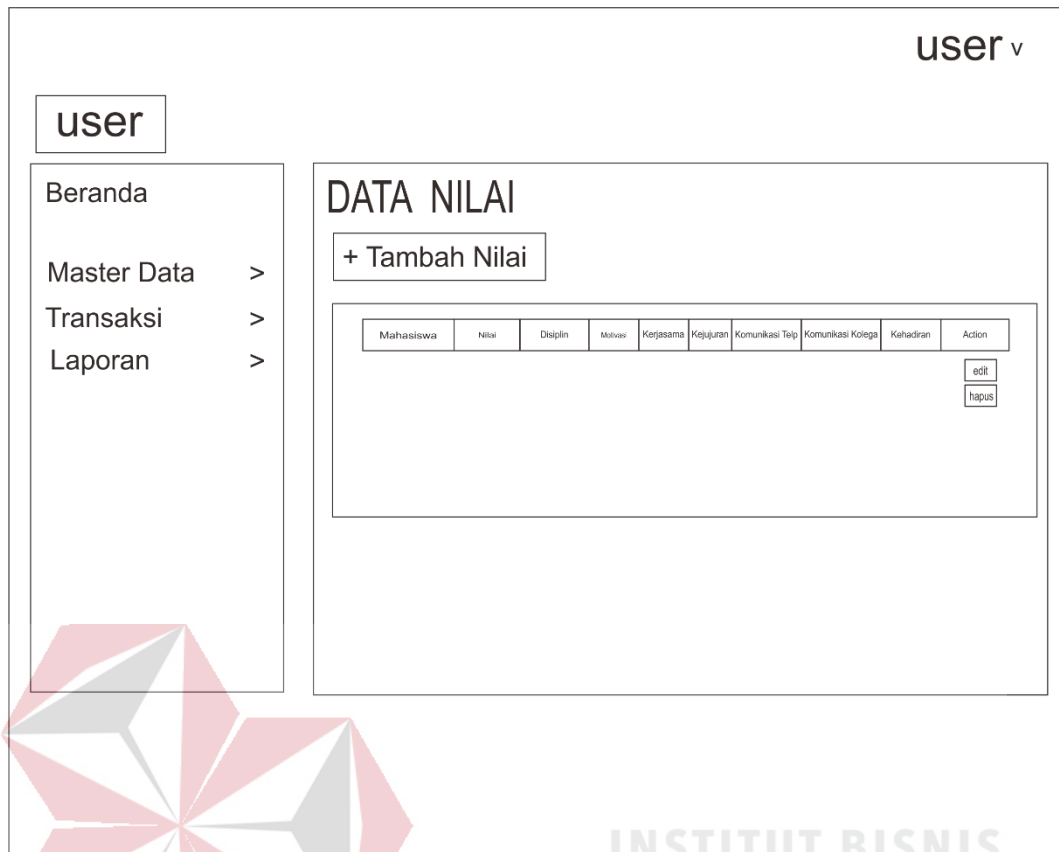 user v
user
Beranda
Master Data >
Transaksi >
Laporan >
DATA NILAI
+ Tambah Nilai
Mahasiswa Nilai Disiplin Motivasi Kerjasama Kejujuran Komunikasi Telp Komunikasi Kolega Kehadiran Action
edit
hapus
INSTITUT BISNIS